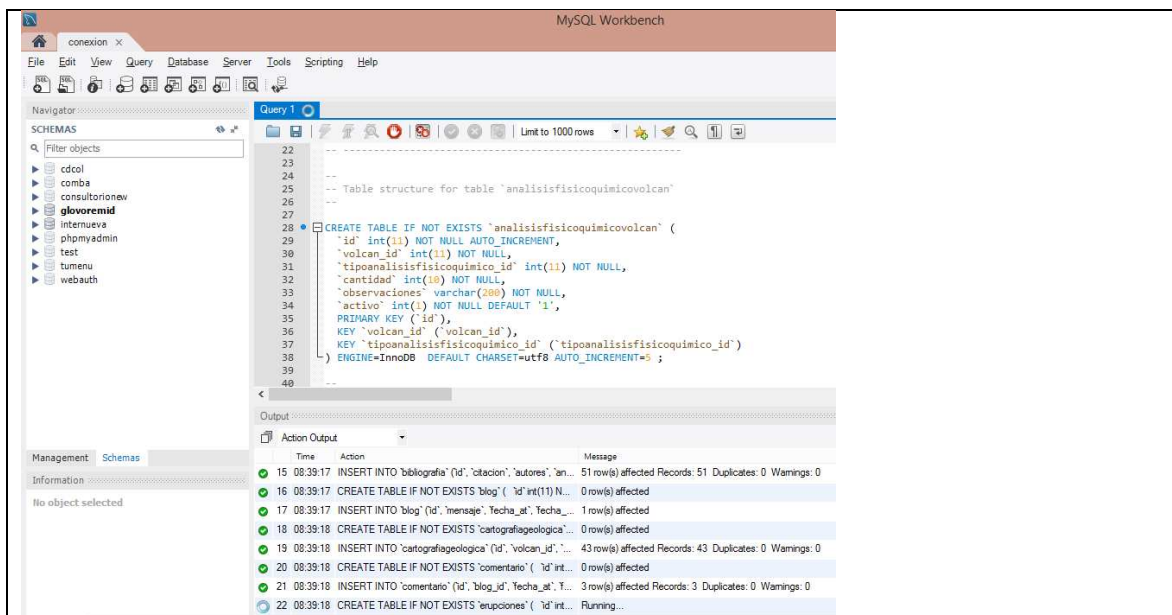 MySQL Workbench
conexion ×
File Edit View Query Database Server Tools Scripting Help
Navigator
SCHEMAS
Filter objects
cdcol
comba
consultorionew
glovoremid
internueva
phpmyadmin
test
tumenu
webauth
Management Schemas
Information
No object selected
Query 1
Limit to 1000 rows
22 -- --------------------------------------------------------
23
24 --
25 -- Table structure for table `analisisfisicoquimicovolcan`
26 --
27
28 CREATE TABLE IF NOT EXISTS `analisisfisicoquimicovolcan` (
29 `id` int(11) NOT NULL AUTO_INCREMENT,
30 `volcan_id` int(11) NOT NULL,
31 `tipoanalisisfisicoquimico_id` int(11) NOT NULL,
32 `cantidad` int(10) NOT NULL,
33 `observaciones` varchar(200) NOT NULL,
34 `activo` int(1) NOT NULL DEFAULT '1',
35 PRIMARY KEY (`id`),
36 KEY `volcan_id` (`volcan_id`),
37 KEY `tipoanalisisfisicoquimico_id` (`tipoanalisisfisicoquimico_id`)
38 ) ENGINE=InnoDB DEFAULT CHARSET=utf8 AUTO_INCREMENT=5 ;
39
40 --
Output
Action Output
Time Action Message
15 08:39:17 INSERT INTO `bibliografia` (`id`, `citacion`, `autores`, `an... 51 row(s) affected Records: 51 Duplicates: 0 Warnings: 0
16 08:39:17 CREATE TABLE IF NOT EXISTS `blog` ( `id` int(11) N... 0 row(s) affected
17 08:39:17 INSERT INTO `blog` (`id`, `mensaje`, `fecha_at`, `fecha_... 1 row(s) affected
18 08:39:18 CREATE TABLE IF NOT EXISTS `cartografiageologica`... 0 row(s) affected
19 08:39:18 INSERT INTO `cartografiageologica` (`id`, `volcan_id`, `... 43 row(s) affected Records: 43 Duplicates: 0 Warnings: 0
20 08:39:18 CREATE TABLE IF NOT EXISTS `comentario` ( `id` int... 0 row(s) affected
21 08:39:18 INSERT INTO `comentario` (`id`, `blog_id`, `fecha_at`, `f... 3 row(s) affected Records: 3 Duplicates: 0 Warnings: 0
22 08:39:18 CREATE TABLE IF NOT EXISTS `erupciones` ( `id` int... Running...